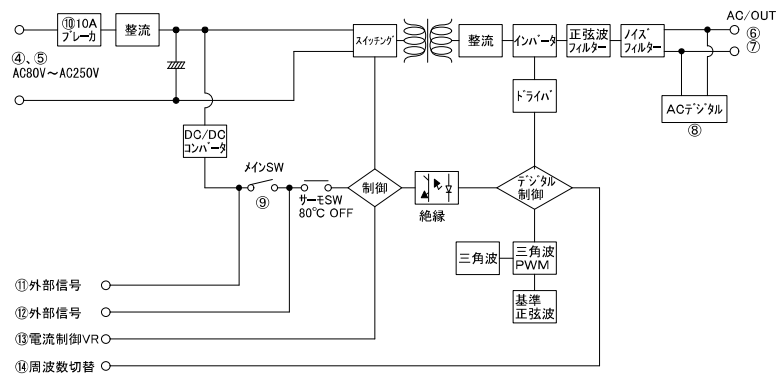 ⑩10A
ブレーカ
整流
スイッチング
整流
インバータ
正弦波
フィルター
ノイズ
フィルター
AC/OUT
⑥
⑦
④、⑤
AC80V～AC250V
ドライバ
ACデジタル
⑧
DC/DC
コンバータ
メインSW
⑨
サーモSW
80℃ OFF
制御
絶縁
デジタル
制御
三角波
三角波
PWM
基準
正弦波
⑪外部信号
⑫外部信号
⑬電流制御VR
⑭周波数切替